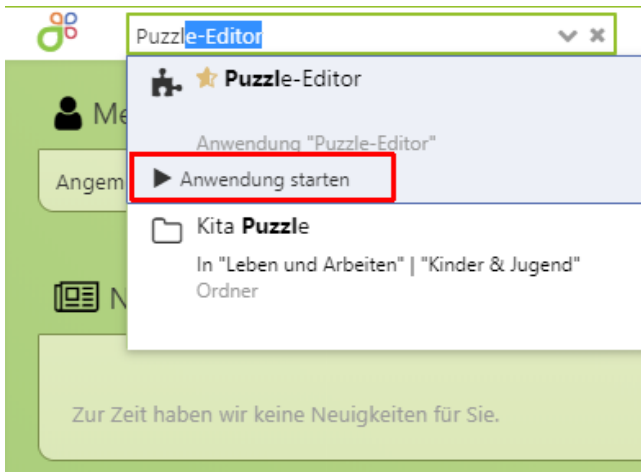 Puzzle-Editor
Puzzle-Editor
Me
Anwendung "Puzzle-Editor"
Angem
Anwendung starten
Kita Puzzle
In "Leben und Arbeiten" | "Kinder & Jugend"
Ordner
N
Zur Zeit haben wir keine Neuigkeiten für Sie.